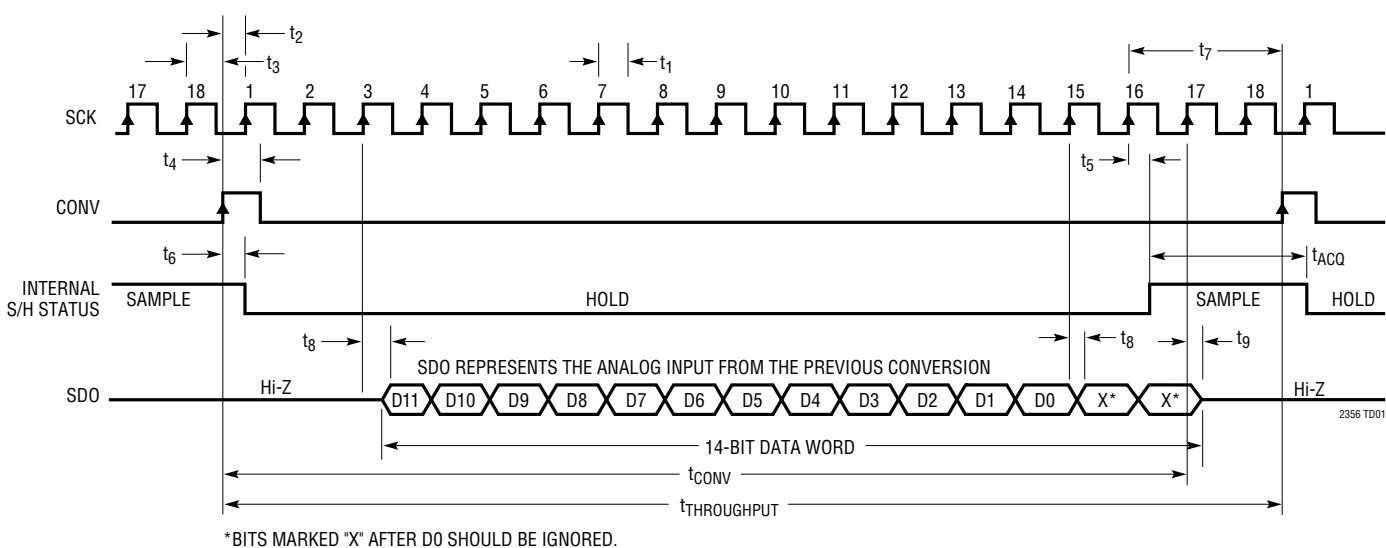 t2
t3
t1
t7
17 18 1 2 3 4 5 6 7 8 9 10 11 12 13 14 15 16 17 18 1
SCK
t4
t5
CONV
t6
tACQ
INTERNAL
S/H STATUS
SAMPLE HOLD SAMPLE HOLD
t8 t8 t9
SDO REPRESENTS THE ANALOG INPUT FROM THE PREVIOUS CONVERSION
SDO Hi-Z D11 D10 D9 D8 D7 D6 D5 D4 D3 D2 D1 D0 X* X* Hi-Z
2356 TD01
14-BIT DATA WORD
tCONV
tTHROUGHPUT
*BITS MARKED "X" AFTER D0 SHOULD BE IGNORED.